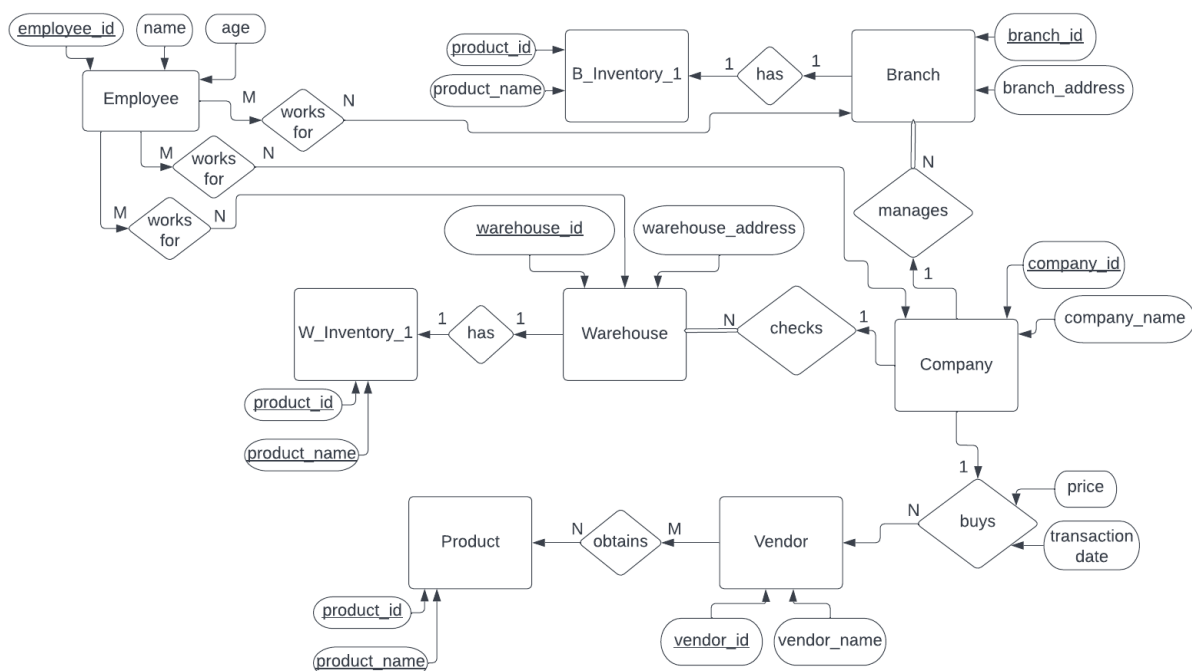 employee_id
name
age
Employee
product_id
product_name
B_Inventory_1
1
has
1
Branch
branch_id
branch_address
M
works
for
N
M
works
for
N
M
works
for
N
N
manages
1
warehouse_id
warehouse_address
company_id
company_name
W_Inventory_1
1
has
1
Warehouse
N
checks
1
Company
product_id
product_name
1
price
Product
N
obtains
M
Vendor
N
buys
transaction
date
product_id
product_name
vendor_id
vendor_name